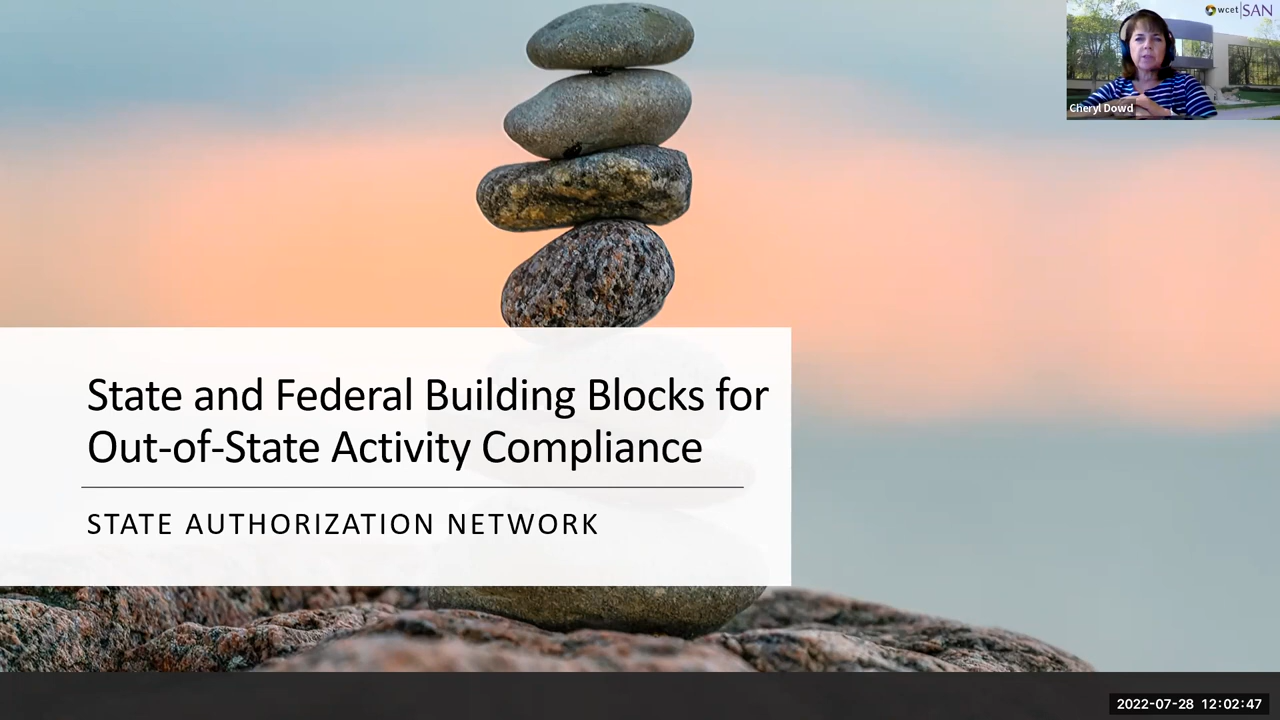 wcet|SAN
Cheryl Dowd
State and Federal Building Blocks for
Out-of-State Activity Compliance
STATE AUTHORIZATION NETWORK
2022-07-28 12:02:47